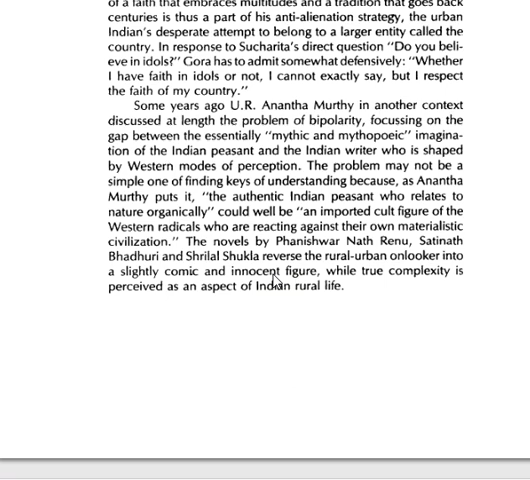 of a faith that embraces multitudes and a tradition that goes back
centuries is thus a part of his anti-alienation strategy, the urban
Indian's desperate attempt to belong to a larger entity called the
country. In response to Sucharita's direct question "Do you beli-
eve in idols?" Gora has to admit somewhat defensively: "Whether
I have faith in idols or not, I cannot exactly say, but I respect
the faith of my country."
Some years ago U.R. Anantha Murthy in another context
discussed at length the problem of bipolarity, focussing on the
gap between the essentially "mythic and mythopoeic" imagina-
tion of the Indian peasant and the Indian writer who is shaped
by Western modes of perception. The problem may not be a
simple one of finding keys of understanding because, as Anantha
Murthy puts it, "the authentic Indian peasant who relates to
nature organically" could well be "an imported cult figure of the
Western radicals who are reacting against their own materialistic
civilization." The novels by Phanishwar Nath Renu, Satinath
Bhaduri and Shrilal Shukla reverse the rural-urban onlooker into
a slightly comic and innocent figure, while true complexity is
perceived as an aspect of Indian rural life.